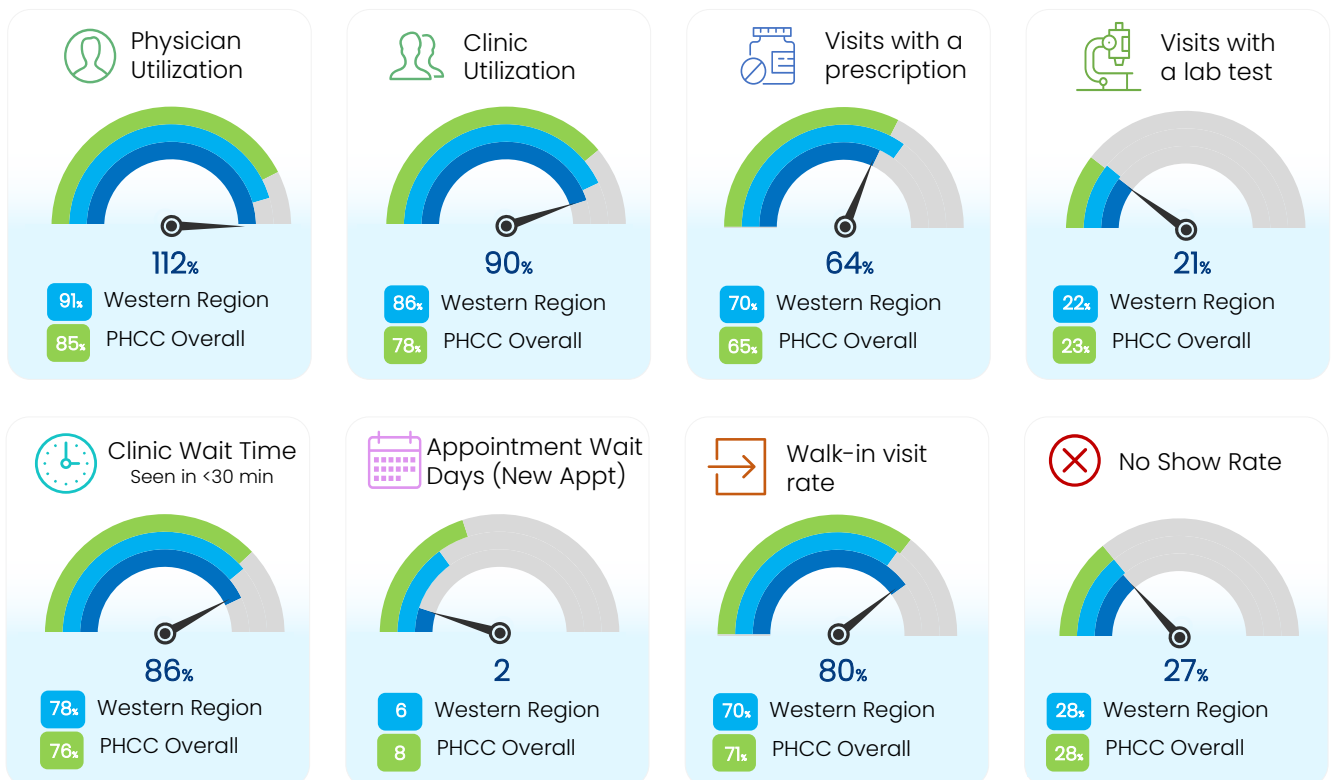 Physician
Utilization
112%
91% Western Region
85% PHCC Overall
Clinic
Utilization
90%
86% Western Region
78% PHCC Overall
Visits with a
prescription
64%
70% Western Region
65% PHCC Overall
Visits with
a lab test
21%
22% Western Region
23% PHCC Overall
Clinic Wait Time
Seen in <30 min
86%
78% Western Region
76% PHCC Overall
Appointment Wait
Days (New Appt)
2
6 Western Region
8 PHCC Overall
Walk-in visit
rate
80%
70% Western Region
71% PHCC Overall
No Show Rate
27%
28% Western Region
28% PHCC Overall